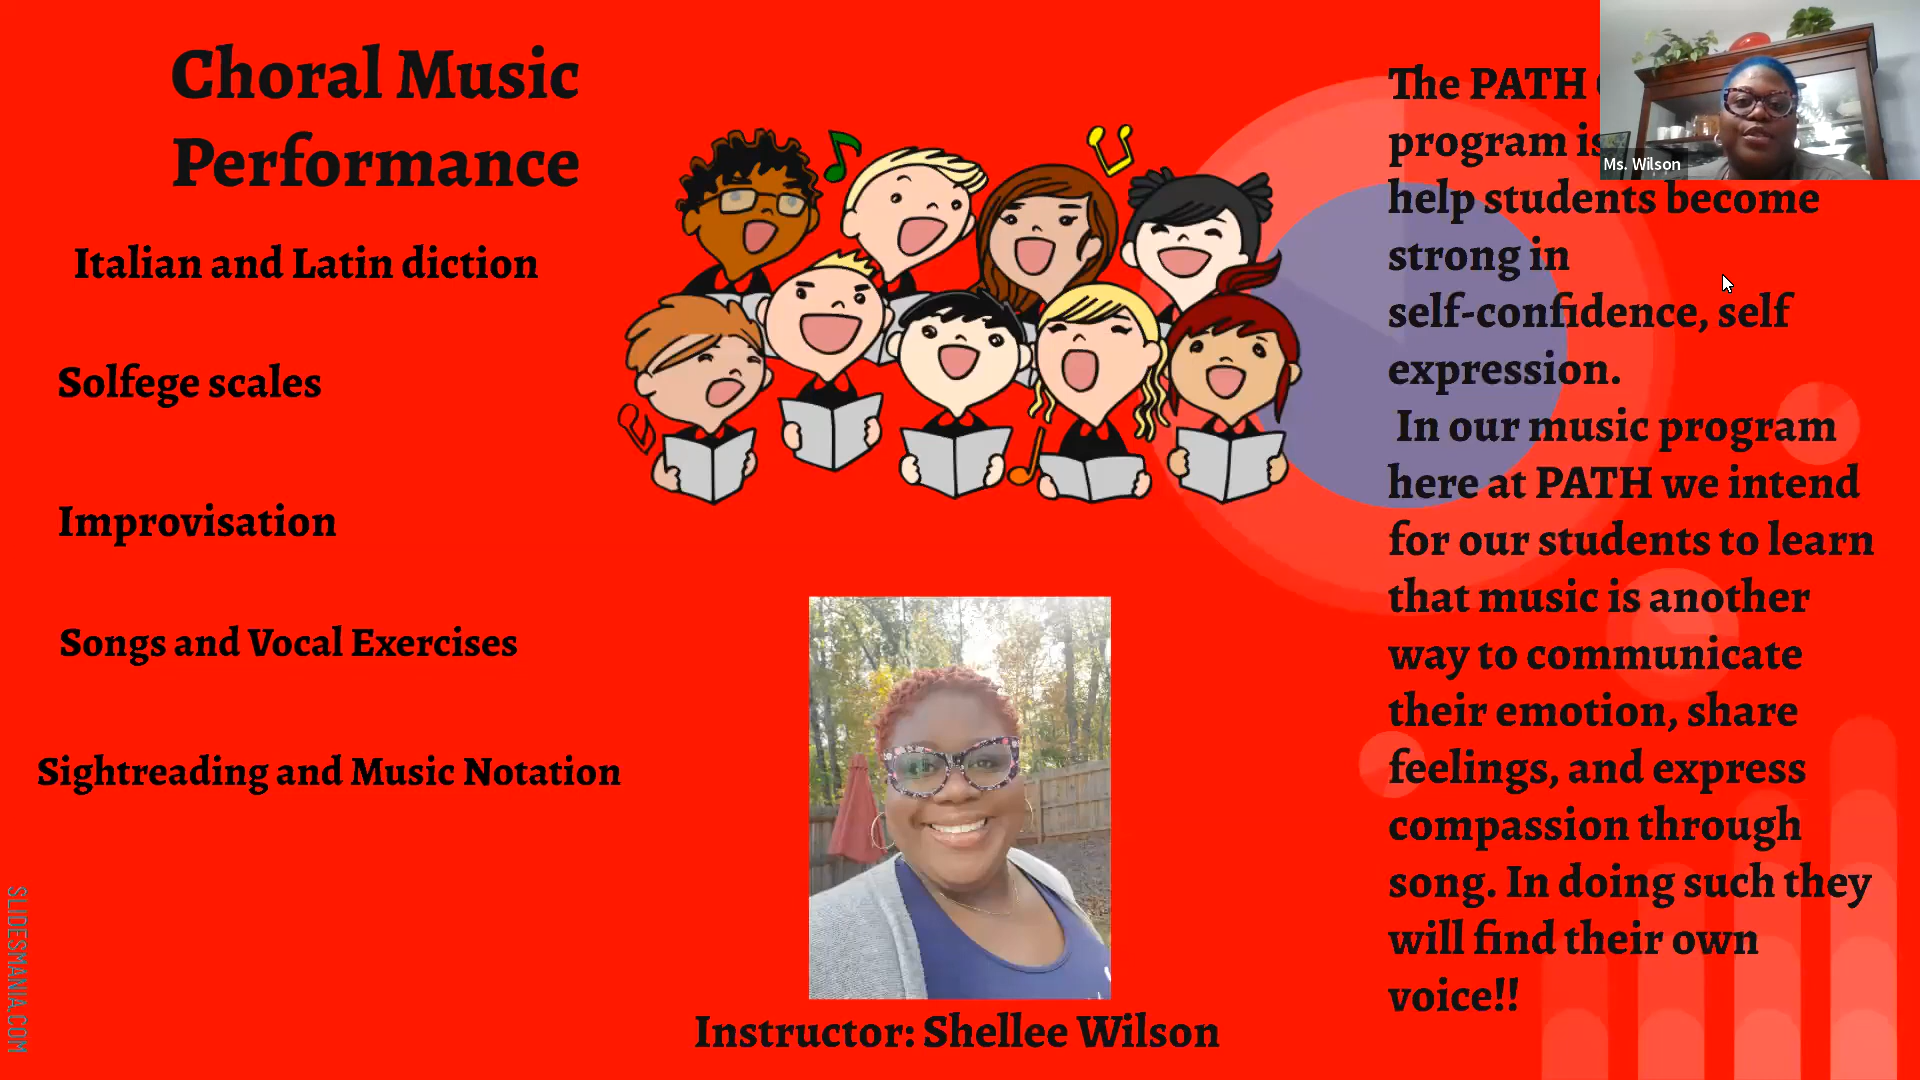 Choral Music
Performance
Italian and Latin diction
Solfege scales
Improvisation
Songs and Vocal Exercises
Sightreading and Music Notation
SLIDESMANIA.COM
Instructor: Shellee Wilson
The PATH
program is
help students become
strong in
self-confidence, self
expression.
In our music program
here at PATH we intend
for our students to learn
that music is another
way to communicate
their emotion, share
feelings, and express
compassion through
song. In doing such they
will find their own
voice!!
Ms. Wilson